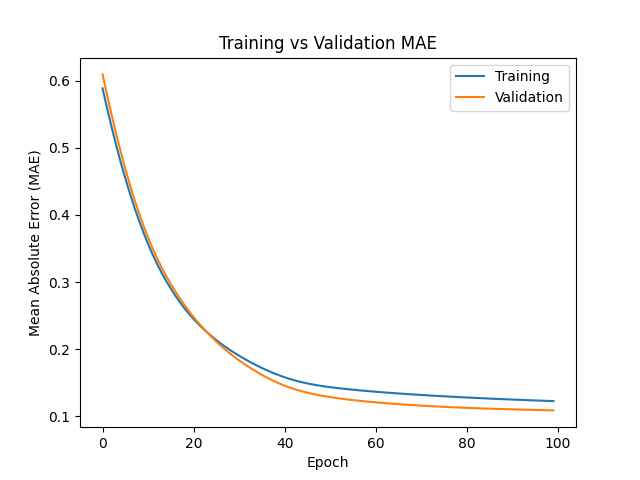 Training vs Validation MAE
Training
Validation
Mean Absolute Error (MAE)
0.6
0.5
0.4
0.3
0.2
0.1
0 20 40 60 80 100
Epoch